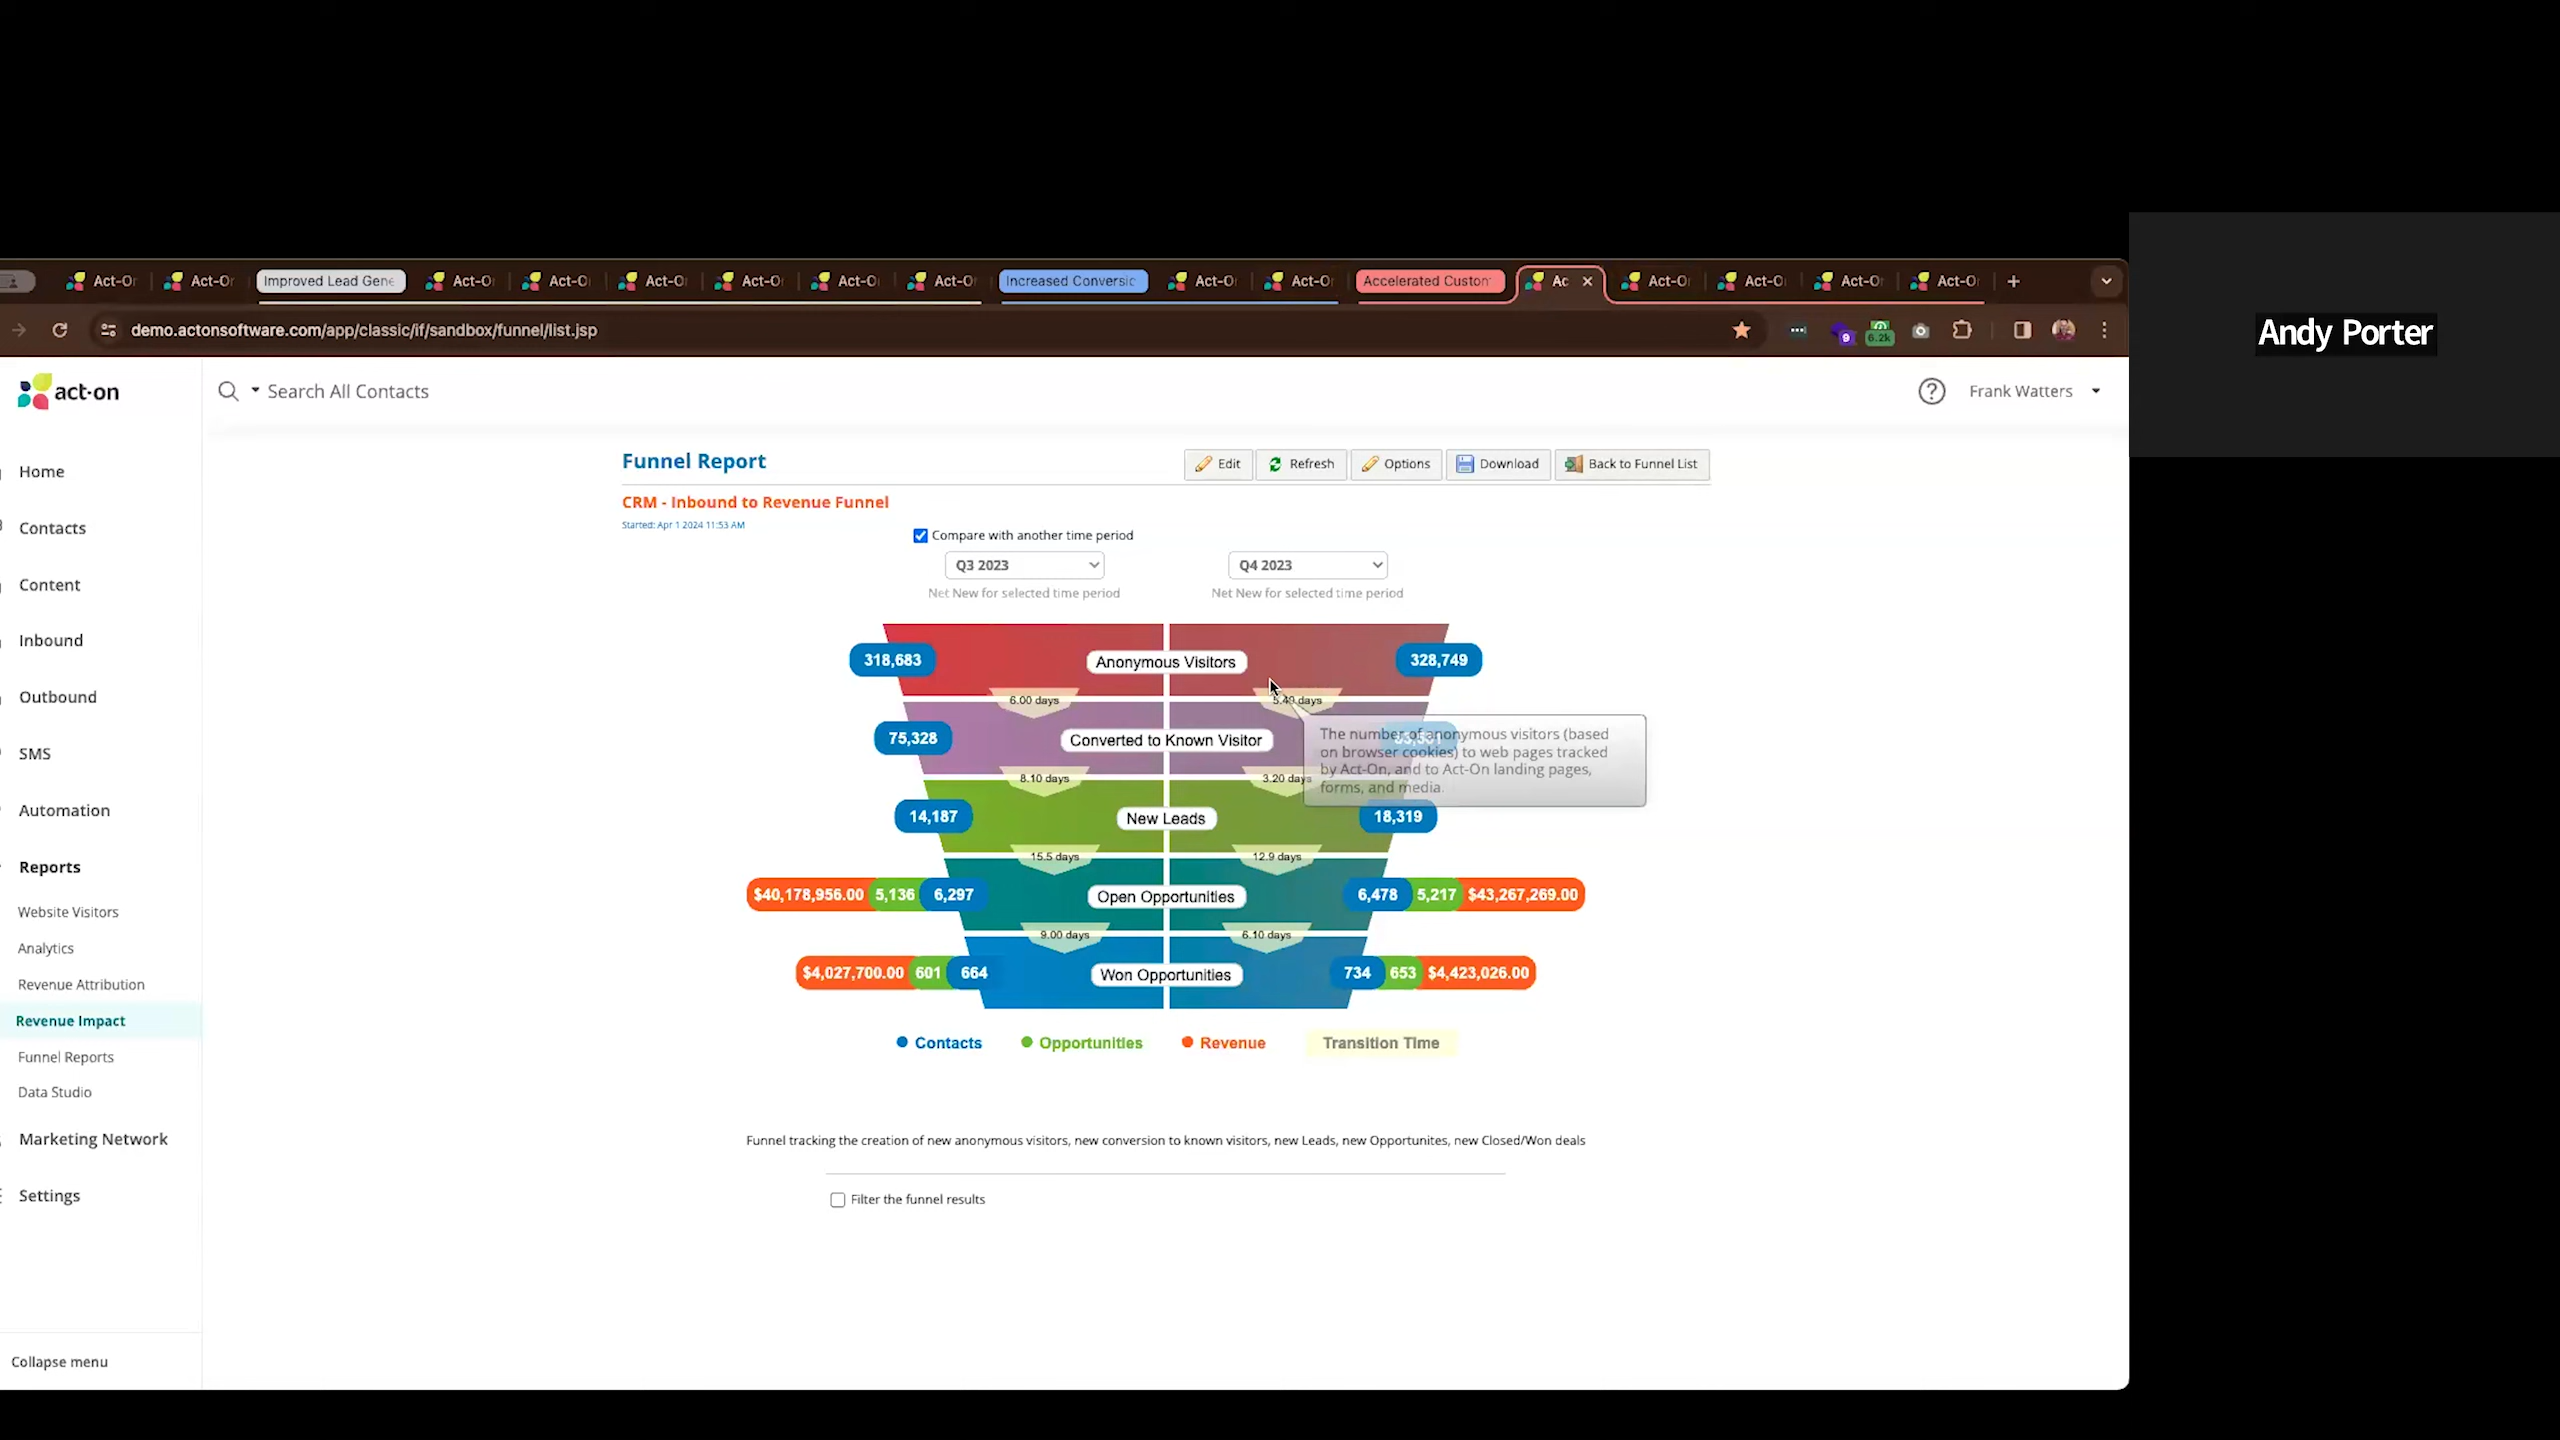 Act-O
Act-O
Improved Lead Gene
Act-O
Act-O
Act-O
Act-O
Act-O
Act-O
Increased Conversic
Act-O
Act-O
Accelerated Custom
Ac
Act-O
Act-O
Act-O
Act-O
demo.actonsoftware.com/app/classic/if/sandbox/funnel/list.jsp
9
6.2k
Andy Porter
act-on
Search All Contacts
Frank Watters
Home
Contacts
Content
Inbound
Outbound
SMS
Automation
Reports
Website Visitors
Analytics
Revenue Attribution
Revenue Impact
Funnel Reports
Data Studio
Marketing Network
Settings
Collapse menu
Funnel Report
Edit
Refresh
Options
Download
Back to Funnel List
CRM - Inbound to Revenue Funnel
Started: Apr 1 2024 11:53 AM
Compare with another time period
Q3 2023
Q4 2023
Net New for selected time period
Net New for selected time period
318,683
Anonymous Visitors
328,749
6.00 days
5.49 days
75,328
Converted to Known Visitor
The number of anonymous visitors (based
on browser cookies) to web pages tracked
by Act-On, and to Act-On landing pages,
forms, and media.
8.10 days
3.20 days
14,187
New Leads
18,319
15.5 days
12.9 days
$40,178,956.00 5,136 6,297
Open Opportunities
6,478 5,217 $43,267,269.00
9.00 days
6.10 days
$4,027,700.00 601 664
Won Opportunities
734 653 $4,423,026.00
Contacts
Opportunities
Revenue
Transition Time
Funnel tracking the creation of new anonymous visitors, new conversion to known visitors, new Leads, new Opportunites, new Closed/Won deals
Filter the funnel results